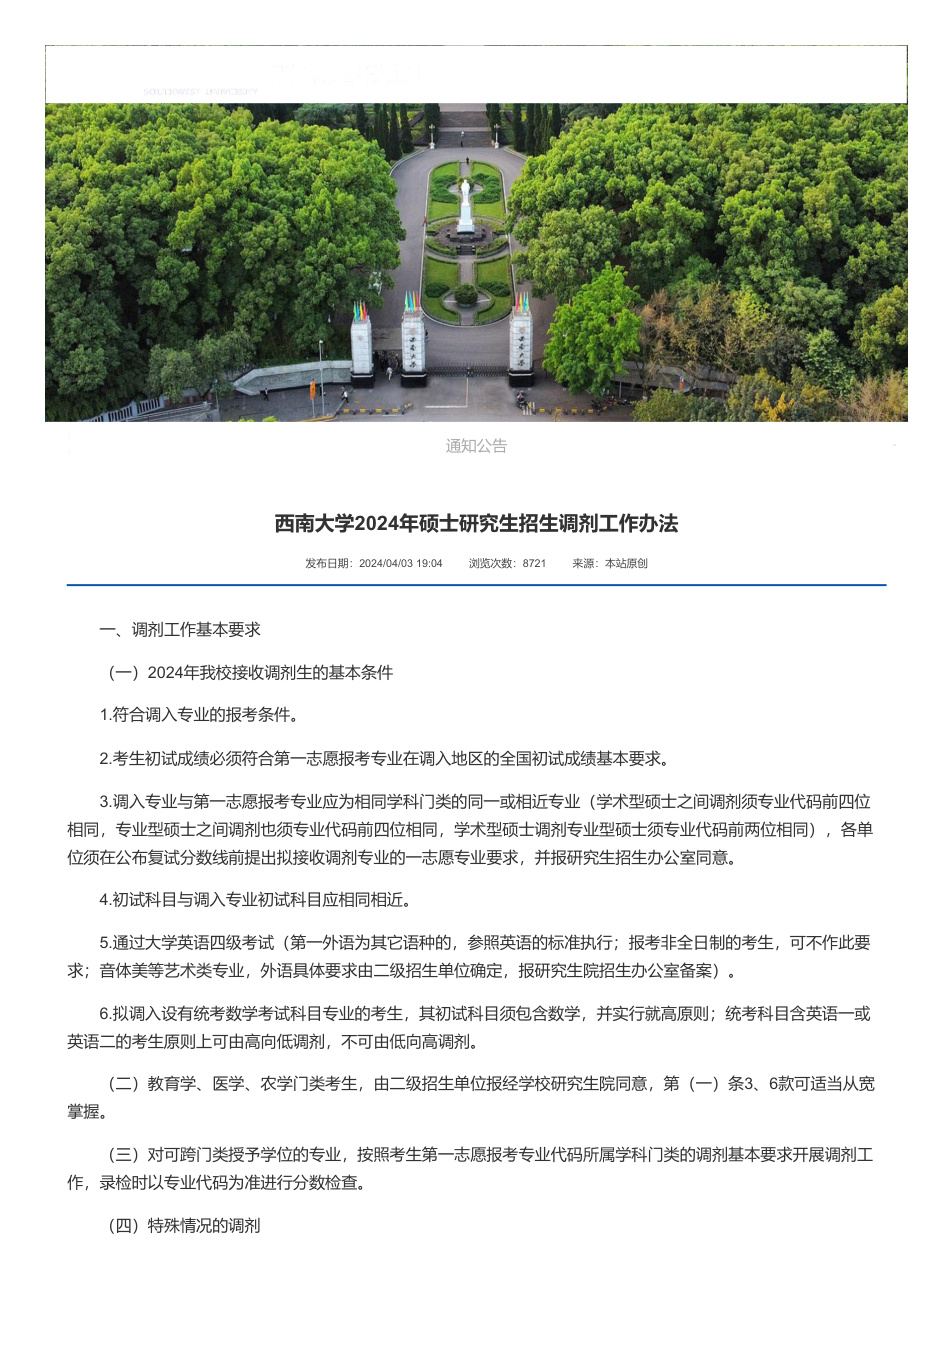 SOUTHWEST UNIVERSITY
西南大学
通知公告
西南大学2024年硕士研究生招生调剂工作办法
发布日期：2024/04/03 19:04 浏览次数：8721 来源：本站原创
一、调剂工作基本要求
（一）2024年我校接收调剂生的基本条件
1.符合调入专业的报考条件。
2.考生初试成绩必须符合第一志愿报考专业在调入地区的全国初试成绩基本要求。
3.调入专业与第一志愿报考专业应为相同学科门类的同一或相近专业（学术型硕士之间调剂须专业代码前四位
相同，专业型硕士之间调剂也须专业代码前四位相同，学术型硕士调剂专业型硕士须专业代码前两位相同），各单
位须在公布复试分数线前提出拟接收调剂专业的一志愿专业要求，并报研究生招生办公室同意。
4.初试科目与调入专业初试科目应相同相近。
5.通过大学英语四级考试（第一外语为其它语种的，参照英语的标准执行；报考非全日制的考生，可不作此要
求；音体美等艺术类专业，外语具体要求由二级招生单位确定，报研究生院招生办公室备案）。
6.拟调入设有统考数学考试科目专业的考生，其初试科目须包含数学，并实行就高原则；统考科目含英语一或
英语二的考生原则上可由高向低调剂，不可由低向高调剂。
（二）教育学、医学、农学门类考生，由二级招生单位报经学校研究生院同意，第（一）条3、6款可适当从宽
掌握。
（三）对可跨门类授予学位的专业，按照考生第一志愿报考专业代码所属学科门类的调剂基本要求开展调剂工
作，录检时以专业代码为准进行分数检查。
（四）特殊情况的调剂